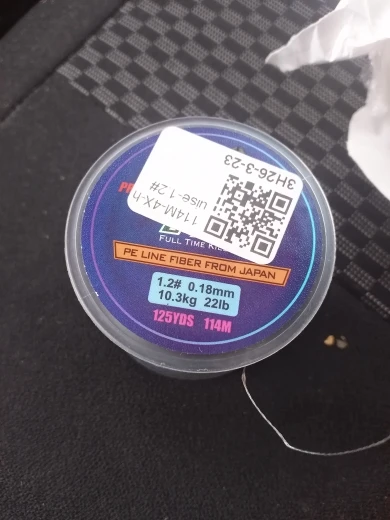 3H26-3-23
114M-4X-h
uise-1.2#
PE
FULL TIME KI
PE LINE FIBER FROM JAPAN
1.2# 0.18mm
10.3kg 22lb
125YDS 114M